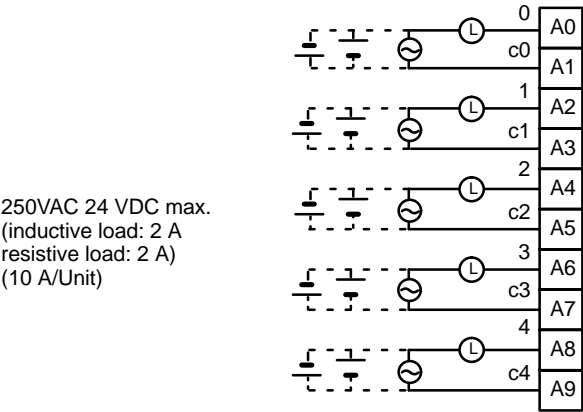 0
L
A0
c0
A1
1
L
A2
c1
A3
2
L
A4
250VAC 24 VDC max.
(inductive load: 2 A
resistive load: 2 A)
(10 A/Unit)
c2
A5
3
L
A6
c3
A7
4
L
A8
c4
A9